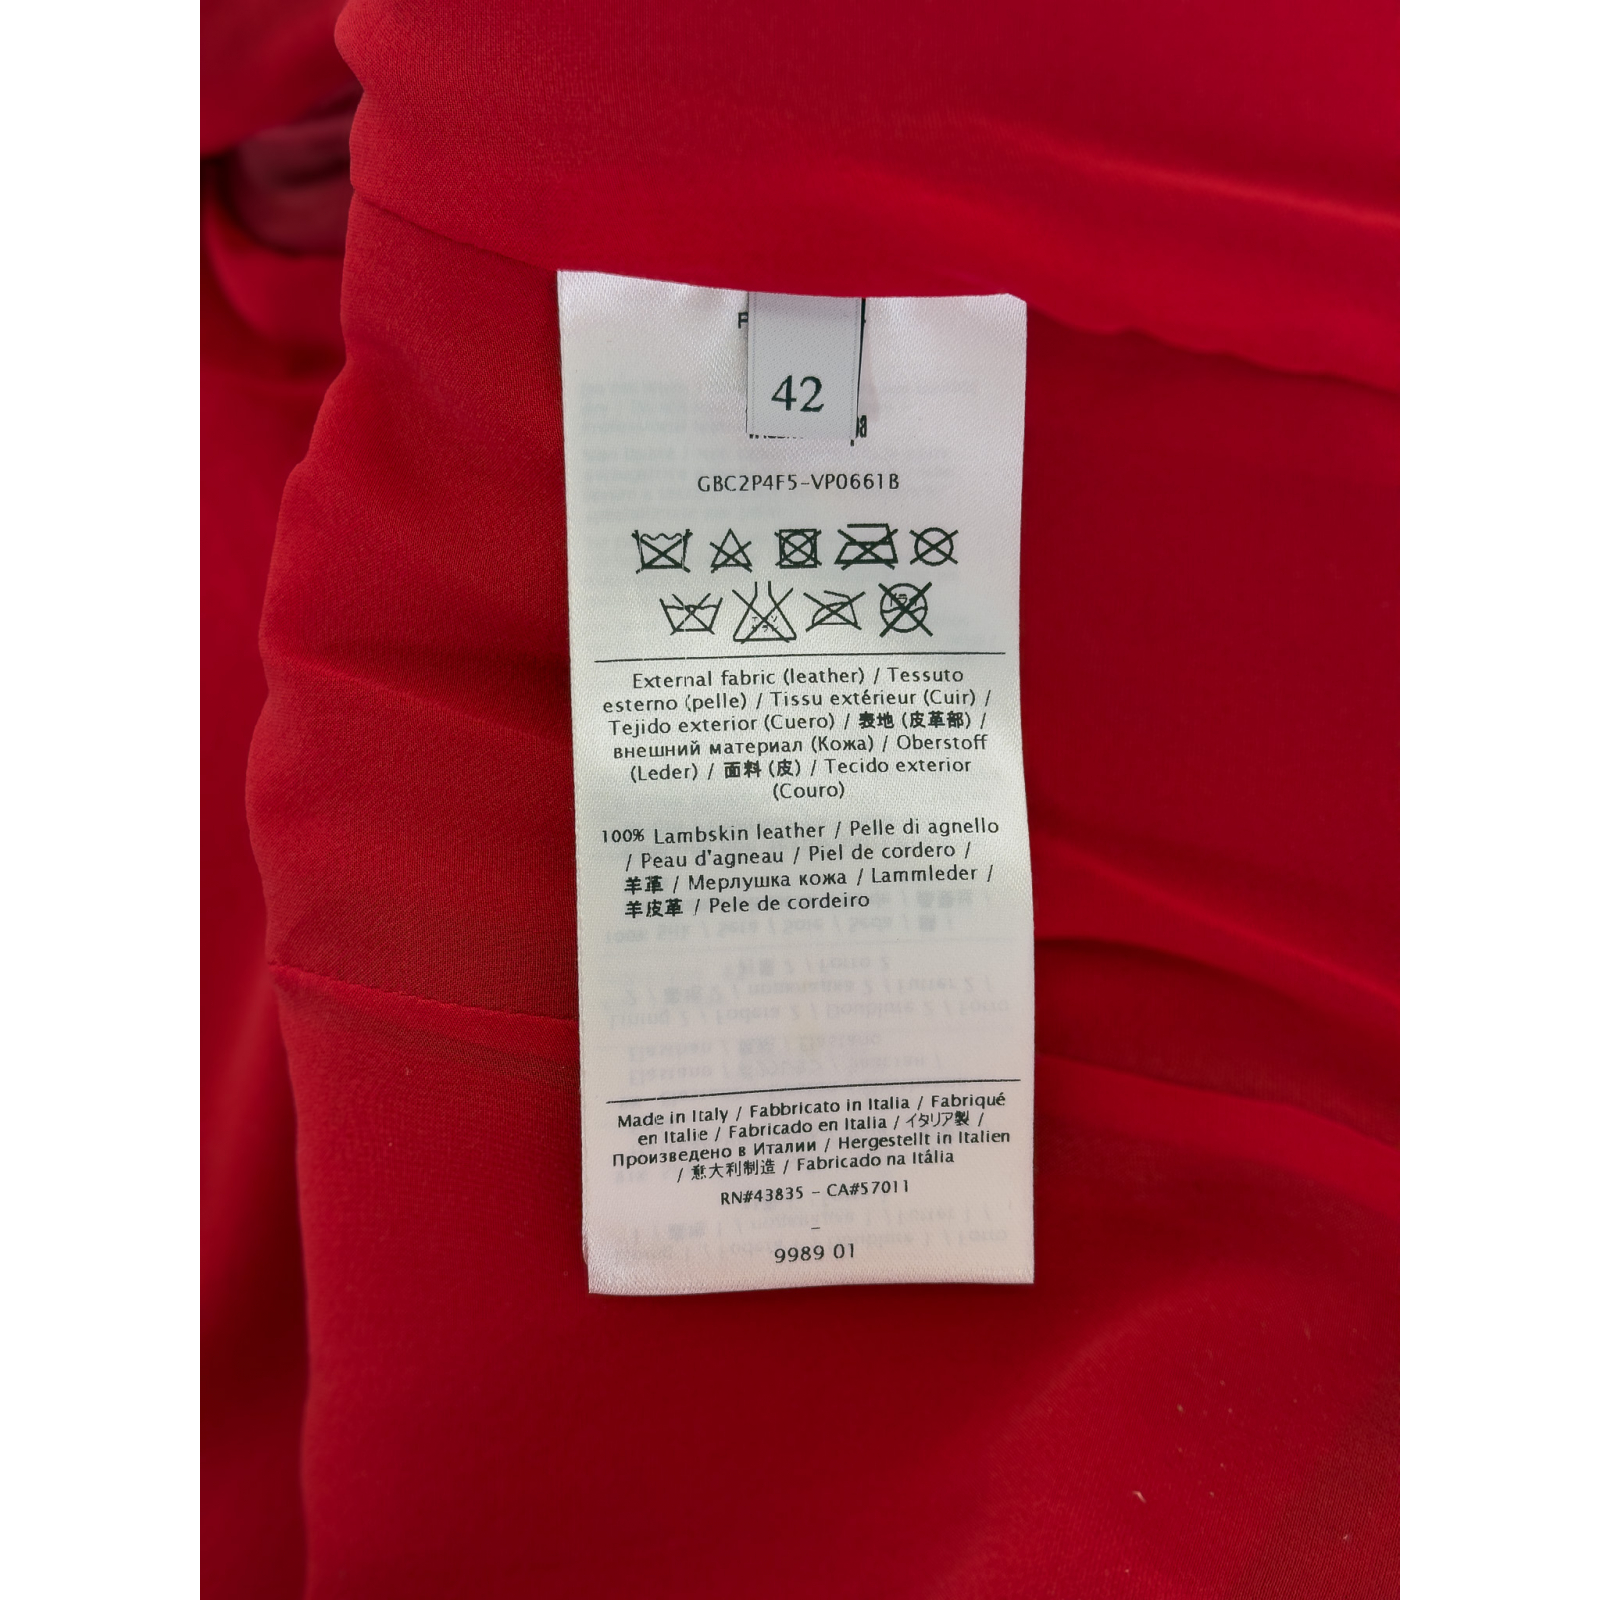 42
GBC2P4F5-VP0661B
External fabric (leather) / Tessuto
esterno (pelle) / Tissu extérieur (Cuir) /
Tejido exterior (Cuero) / 表地 (皮革部) /
внешний материал (Кожа) / Oberstoff
(Leder) / 面料 (皮) / Tecido exterior
(Couro)
100% Lambskin leather / Pelle di agnello
/ Peau d'agneau / Piel de cordero /
羊革 / Мерлушка кожа / Lammleder /
羊皮革 / Pele de cordeiro
Made in Italy / Fabbricato in Italia / Fabriqué
en Italie / Fabricado en Italia / イタリア製 /
Произведено в Италии / Hergestellt in Italien
/ 意大利制造 / Fabricado na Itália
RN#43835 - CA#57011
-
9989 01